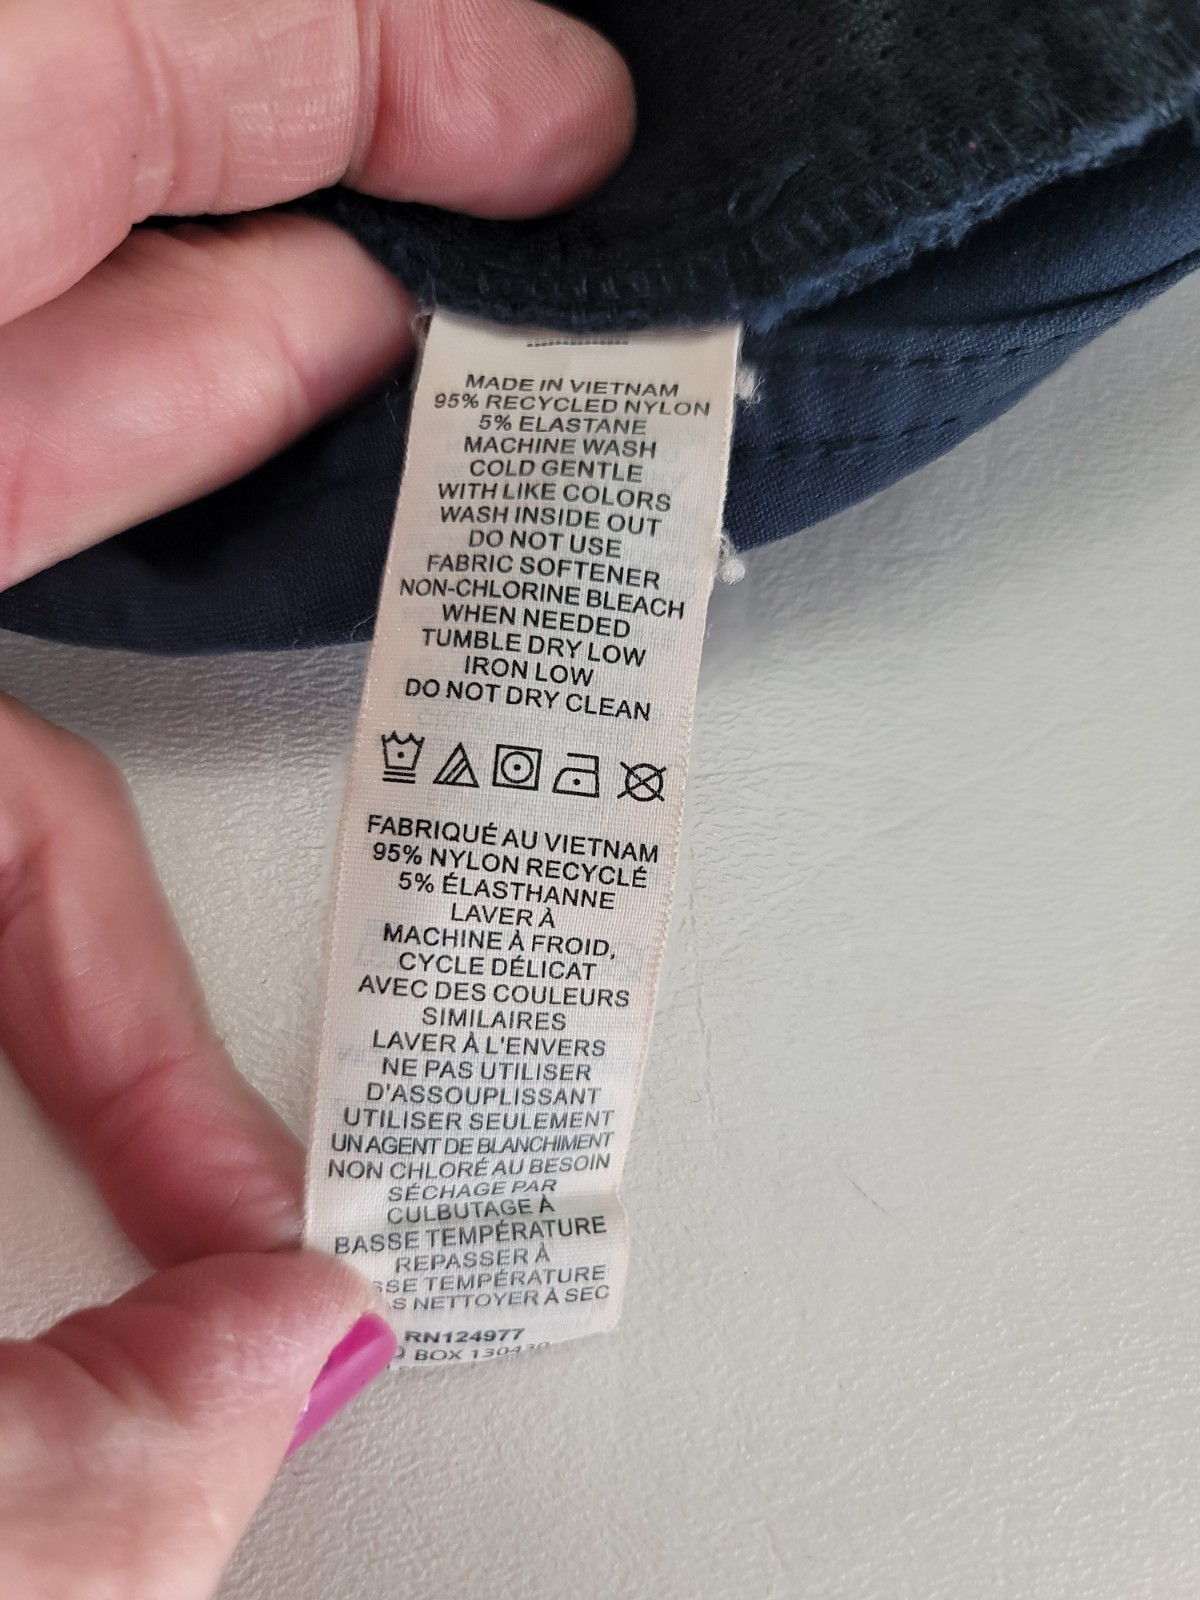 MADE IN VIETNAM
95% RECYCLED NYLON
5% ELASTANE
MACHINE WASH
COLD GENTLE
WITH LIKE COLORS
WASH INSIDE OUT
DO NOT USE
FABRIC SOFTENER
NON-CHLORINE BLEACH
WHEN NEEDED
TUMBLE DRY LOW
IRON LOW
DO NOT DRY CLEAN
FABRIQUÉ AU VIETNAM
95% NYLON RECYCLÉ
5% ÉLASTHANNE
LAVER À
MACHINE À FROID,
CYCLE DÉLICAT
AVEC DES COULEURS
SIMILAIRES
LAVER À L'ENVERS
NE PAS UTILISER
D'ASSOUPLISSANT
UTILISER SEULEMENT
UN AGENT DE BLANCHIMENT
NON CHLORÉ AU BESOIN
SÉCHAGE PAR
CULBUTAGE À
BASSE TEMPÉRATURE
REPASSER À
TEMPÉRATURE
NETTOYER À SEC
RN124977
BOX